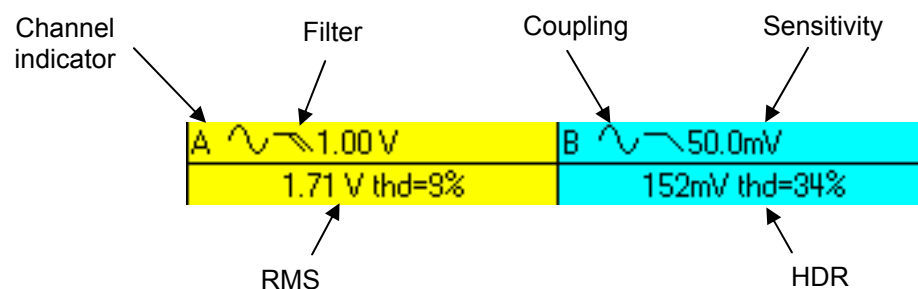 Channel
indicator
Filter
Coupling
Sensitivity
A 1.00 V
B 50.0mV
1.71 V thd=9%
152mV thd=34%
RMS
HDR